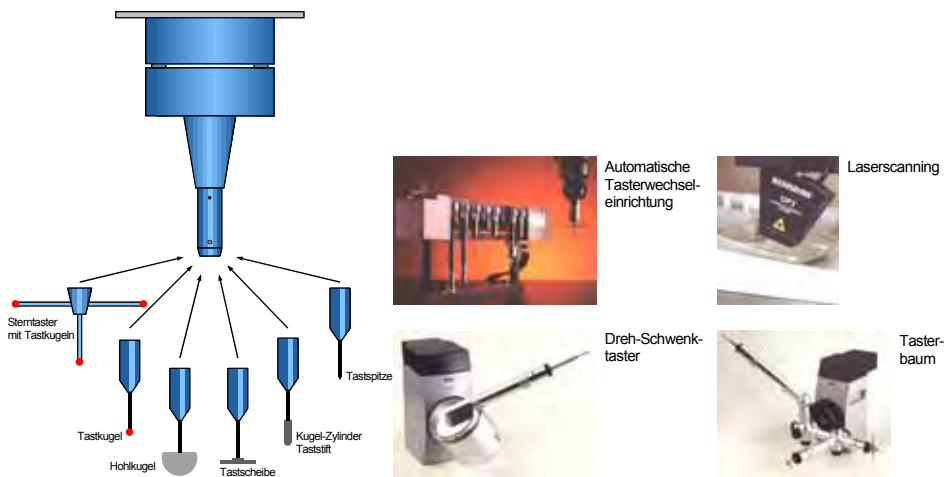 Sterntaster
mit Tastkugeln
Tastkugel
Hohlkugel
Tastscheibe
Kugel-Zylinder
Taststift
Tastspitze
Automatische
Tasterwechsel-
einrichtung
Laserscanning
Dreh-Schwenk-
taster
Taster-
baum